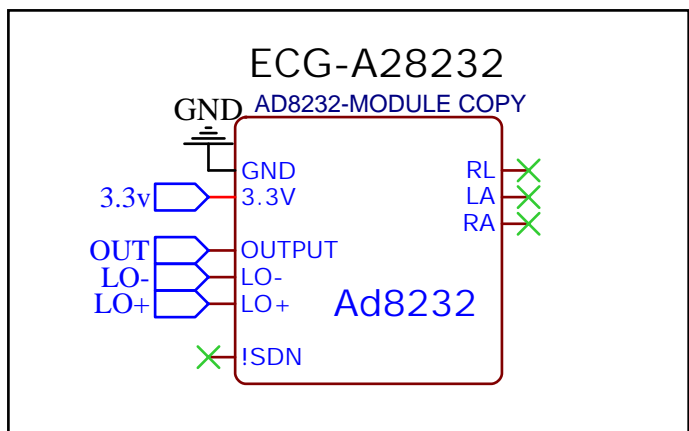 ECG-A28232
AD8232-MODULE COPY
GND
GND
3.3v
3.3V
OUT
OUTPUT
LO-
LO-
LO+
LO+
!SDN
RL
LA
RA
Ad8232